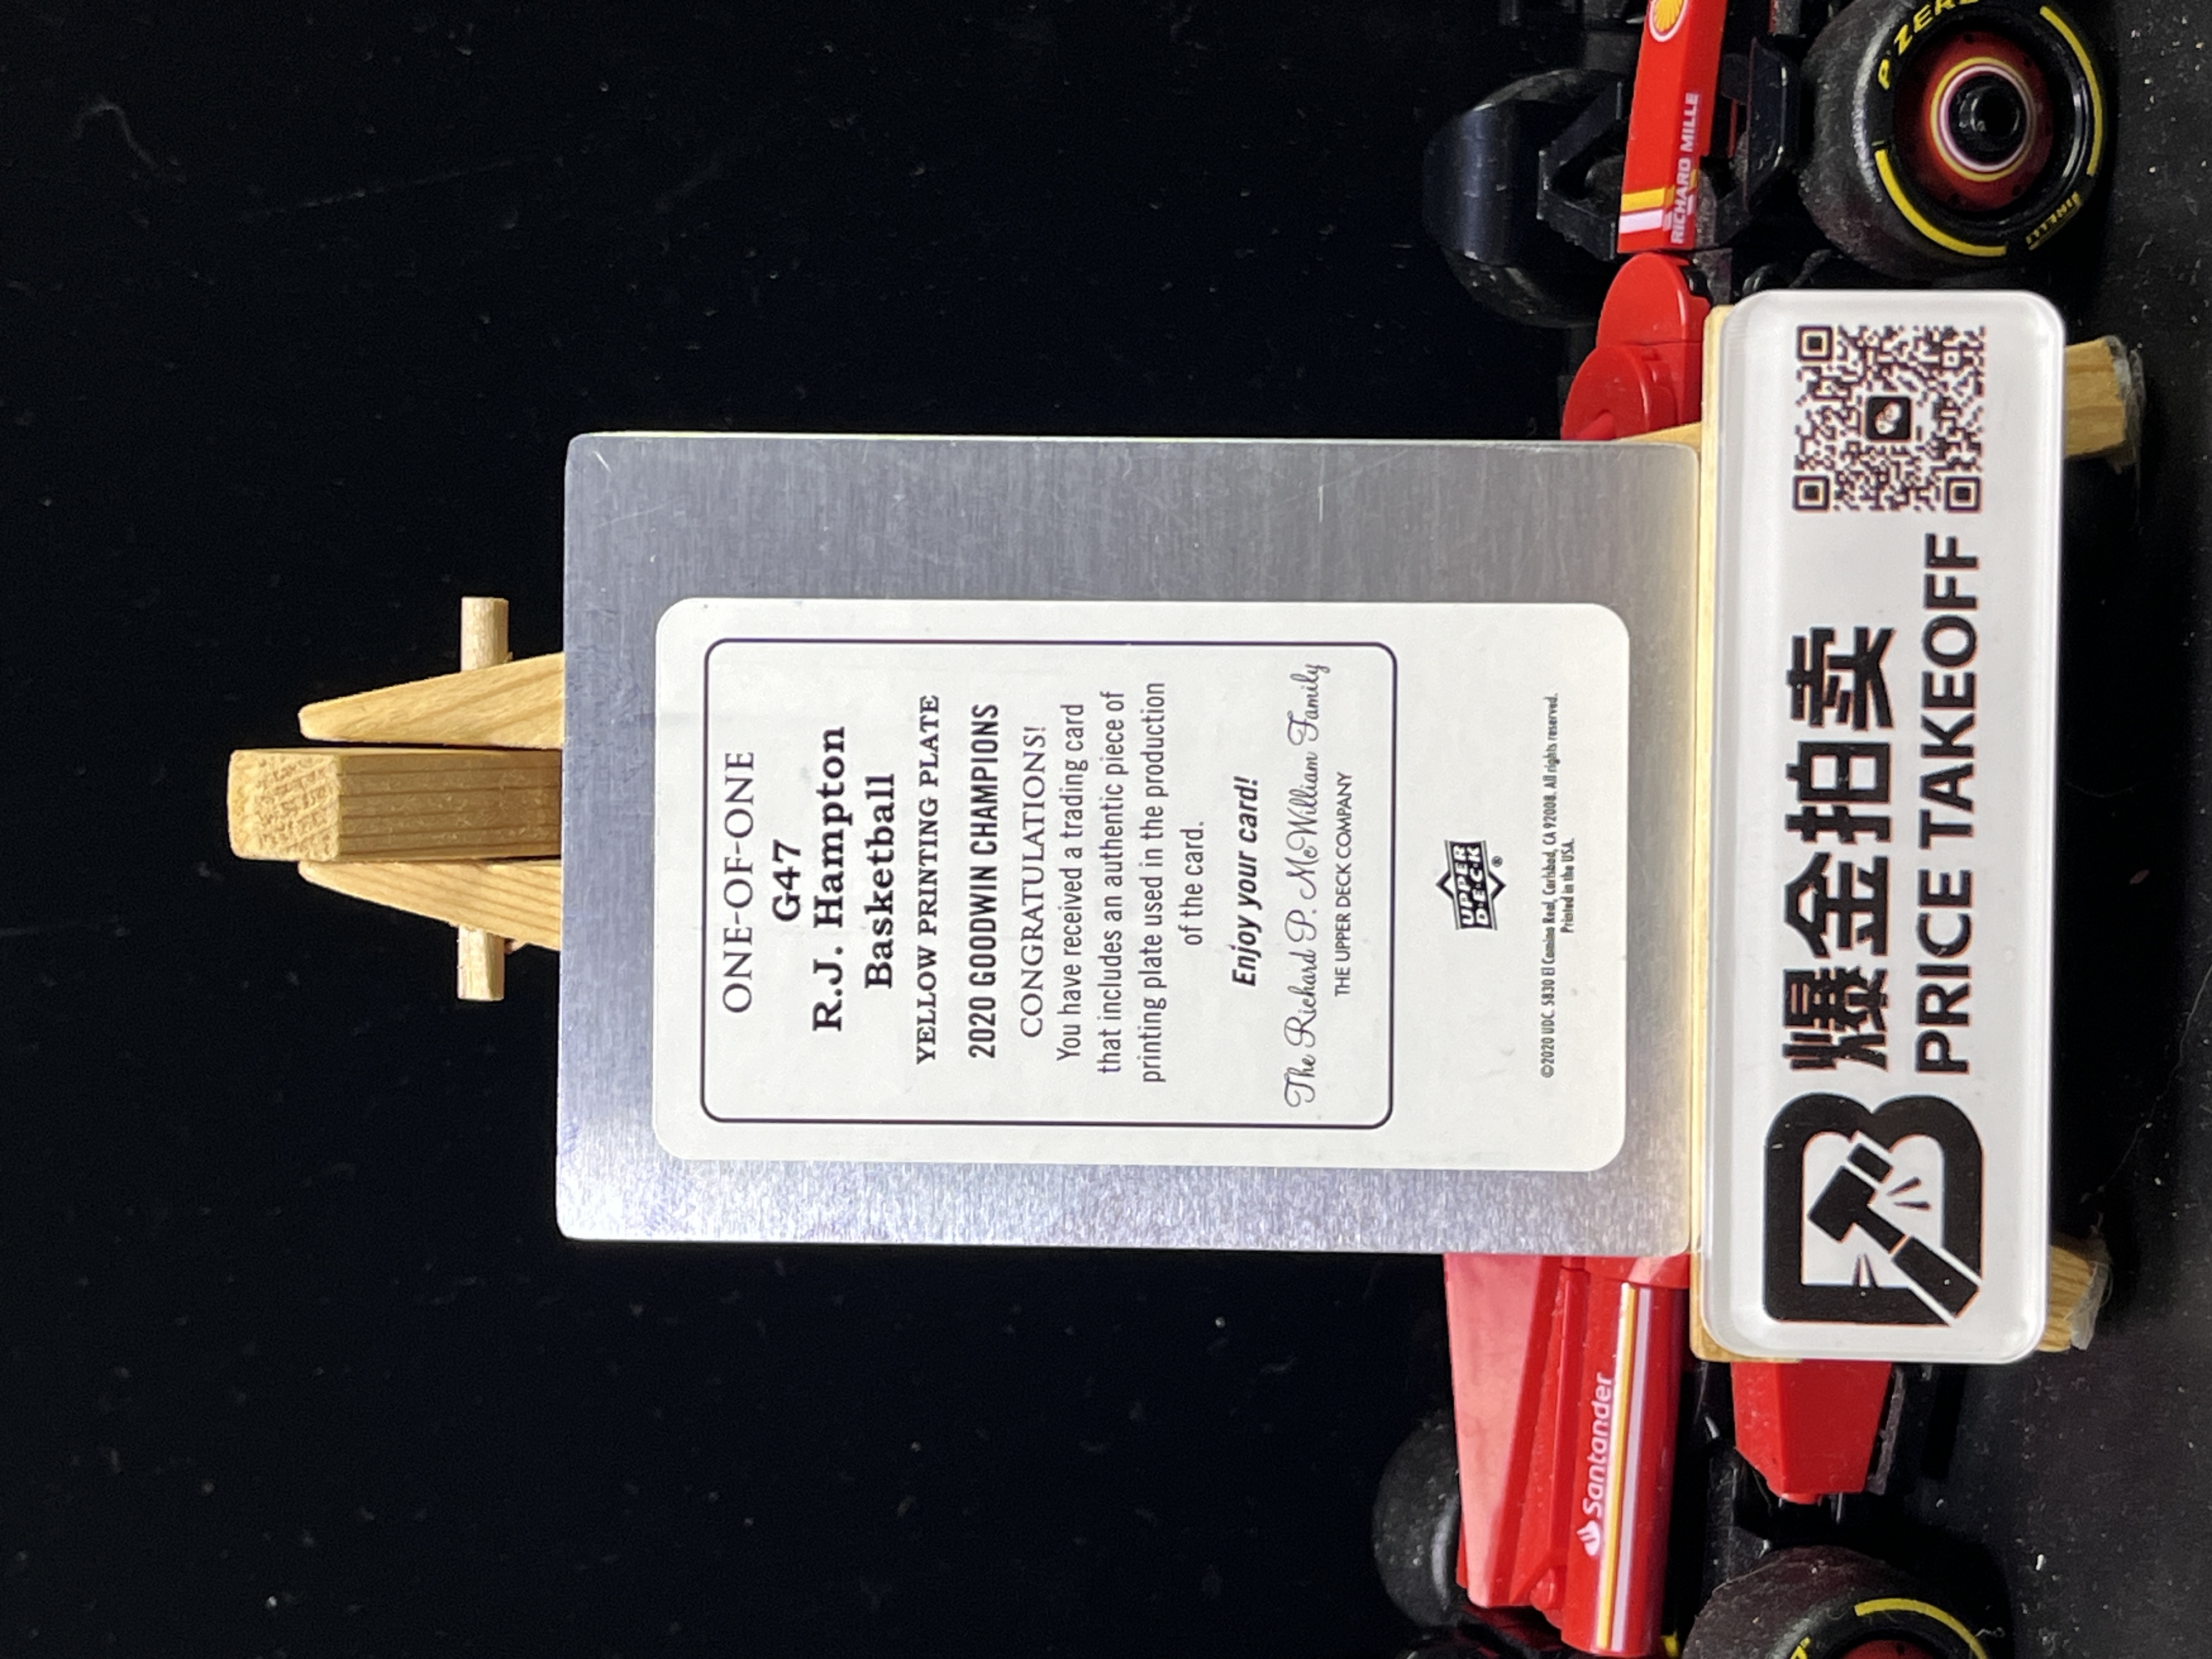 ONE-OF-ONE
G47
R.J. Hampton
Basketball
YELLOW PRINTING PLATE
2020 GOODWIN CHAMPIONS
CONGRATULATIONS!
You have received a trading card
that includes an authentic piece of
printing plate used in the production
of the card.
Enjoy your card!
The Richard P. McWilliam Family
THE UPPER DECK COMPANY
UPPER
DECK
®
©2020 UDC. 5830 El Camino Real, Carlsbad, CA 92008. All rights reserved.
Printed in the USA.
爆金拍卖
PRICE TAKEOFF
Santander
RICHARD MILLE
P ZERO
PIRELLI